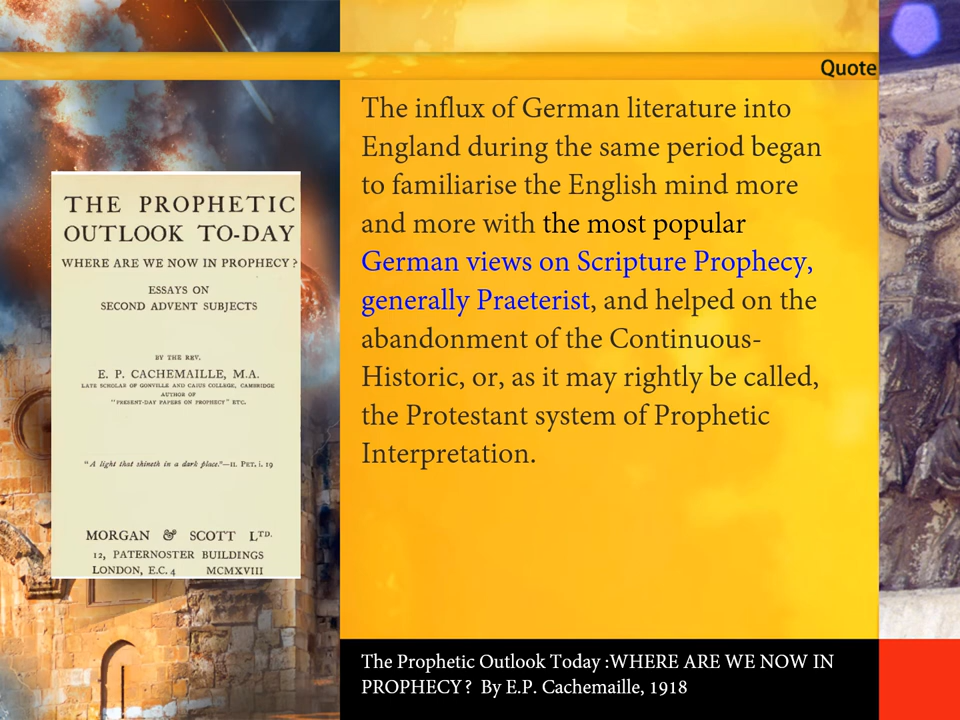 Quote
THE PROPHETIC
OUTLOOK TO-DAY
WHERE ARE WE NOW IN PROPHECY?
ESSAYS ON
SECOND ADVENT SUBJECTS
BY THE REV.
E. P. CACHEMAILLE, M.A.
LATE SCHOLAR OF GONVILLE AND CAIUS COLLEGE, CAMBRIDGE
AUTHOR OF
"PRESENT-DAY PAPERS ON PROPHECY" ETC.
"A light that shineth in a dark place."—II. PET. i. 19
MORGAN & SCOTT LTD.
12, PATERNOSTER BUILDINGS
LONDON, E.C. 4 MCMXVIII
The influx of German literature into
England during the same period began
to familiarise the English mind more
and more with the most popular
German views on Scripture Prophecy,
generally Praeterist, and helped on the
abandonment of the Continuous-
Historic, or, as it may rightly be called,
the Protestant system of Prophetic
Interpretation.
The Prophetic Outlook Today :WHERE ARE WE NOW IN
PROPHECY? By E.P. Cachemaille, 1918